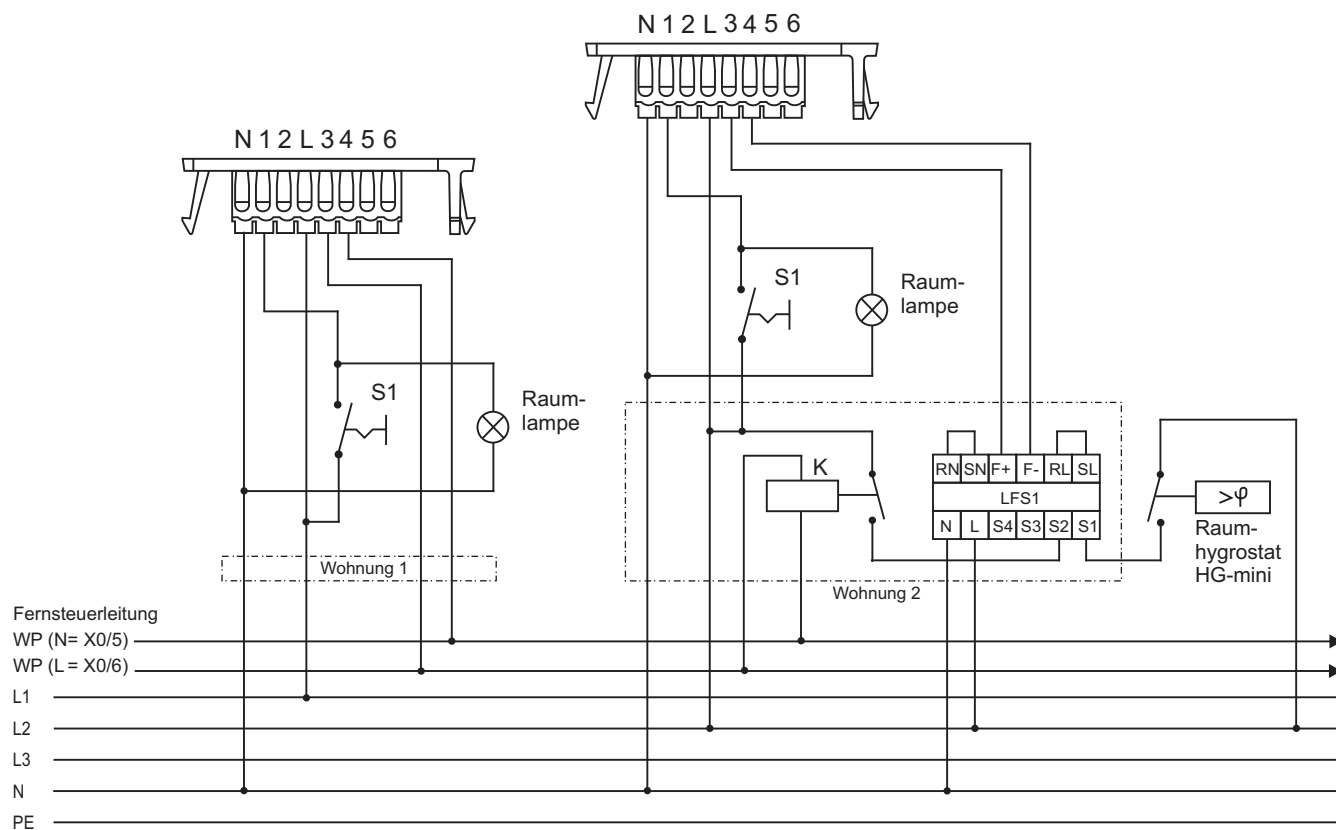 N 1 2 L 3 4 5 6
N 1 2 L 3 4 5 6
S1
Raum-
lampe
S1
Raum-
lampe
K
RN SN F+ F- RL SL
LFS1
N L S4 S3 S2 S1
>φ
Raum-
hygrostat
HG-mini
Wohnung 1
Wohnung 2
Fernsteuerleitung
WP (N= X0/5)
WP (L = X0/6)
L1
L2
L3
N
PE